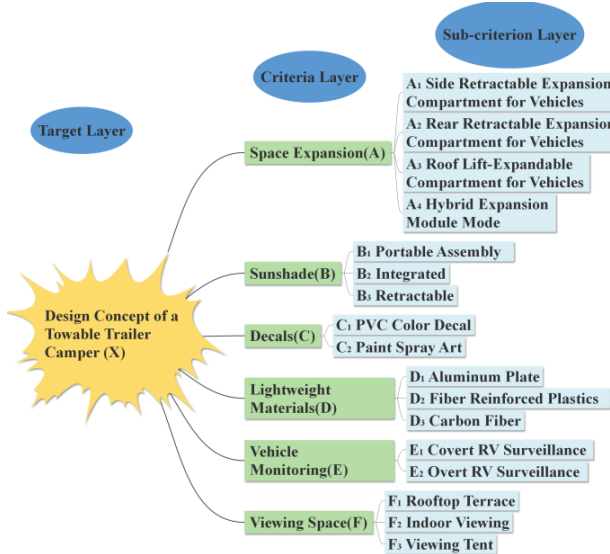 Sub-criterion Layer
Criteria Layer
Target Layer
Design Concept of a
Towable Trailer
Camper (X)
Space Expansion(A)
A₁ Side Retractable Expansion
Compartment for Vehicles
A₂ Rear Retractable Expansion
Compartment for Vehicles
A₃ Roof Lift-Expandable
Compartment for Vehicles
A₄ Hybrid Expansion
Module Mode
Sunshade(B)
B₁ Portable Assembly
B₂ Integrated
B₃ Retractable
Decals(C)
C₁ PVC Color Decal
C₂ Paint Spray Art
Lightweight
Materials(D)
D₁ Aluminum Plate
D₂ Fiber Reinforced Plastics
D₃ Carbon Fiber
Vehicle
Monitoring(E)
E₁ Covert RV Surveillance
E₂ Overt RV Surveillance
Viewing Space(F)
F₁ Rooftop Terrace
F₂ Indoor Viewing
F₃ Viewing Tent